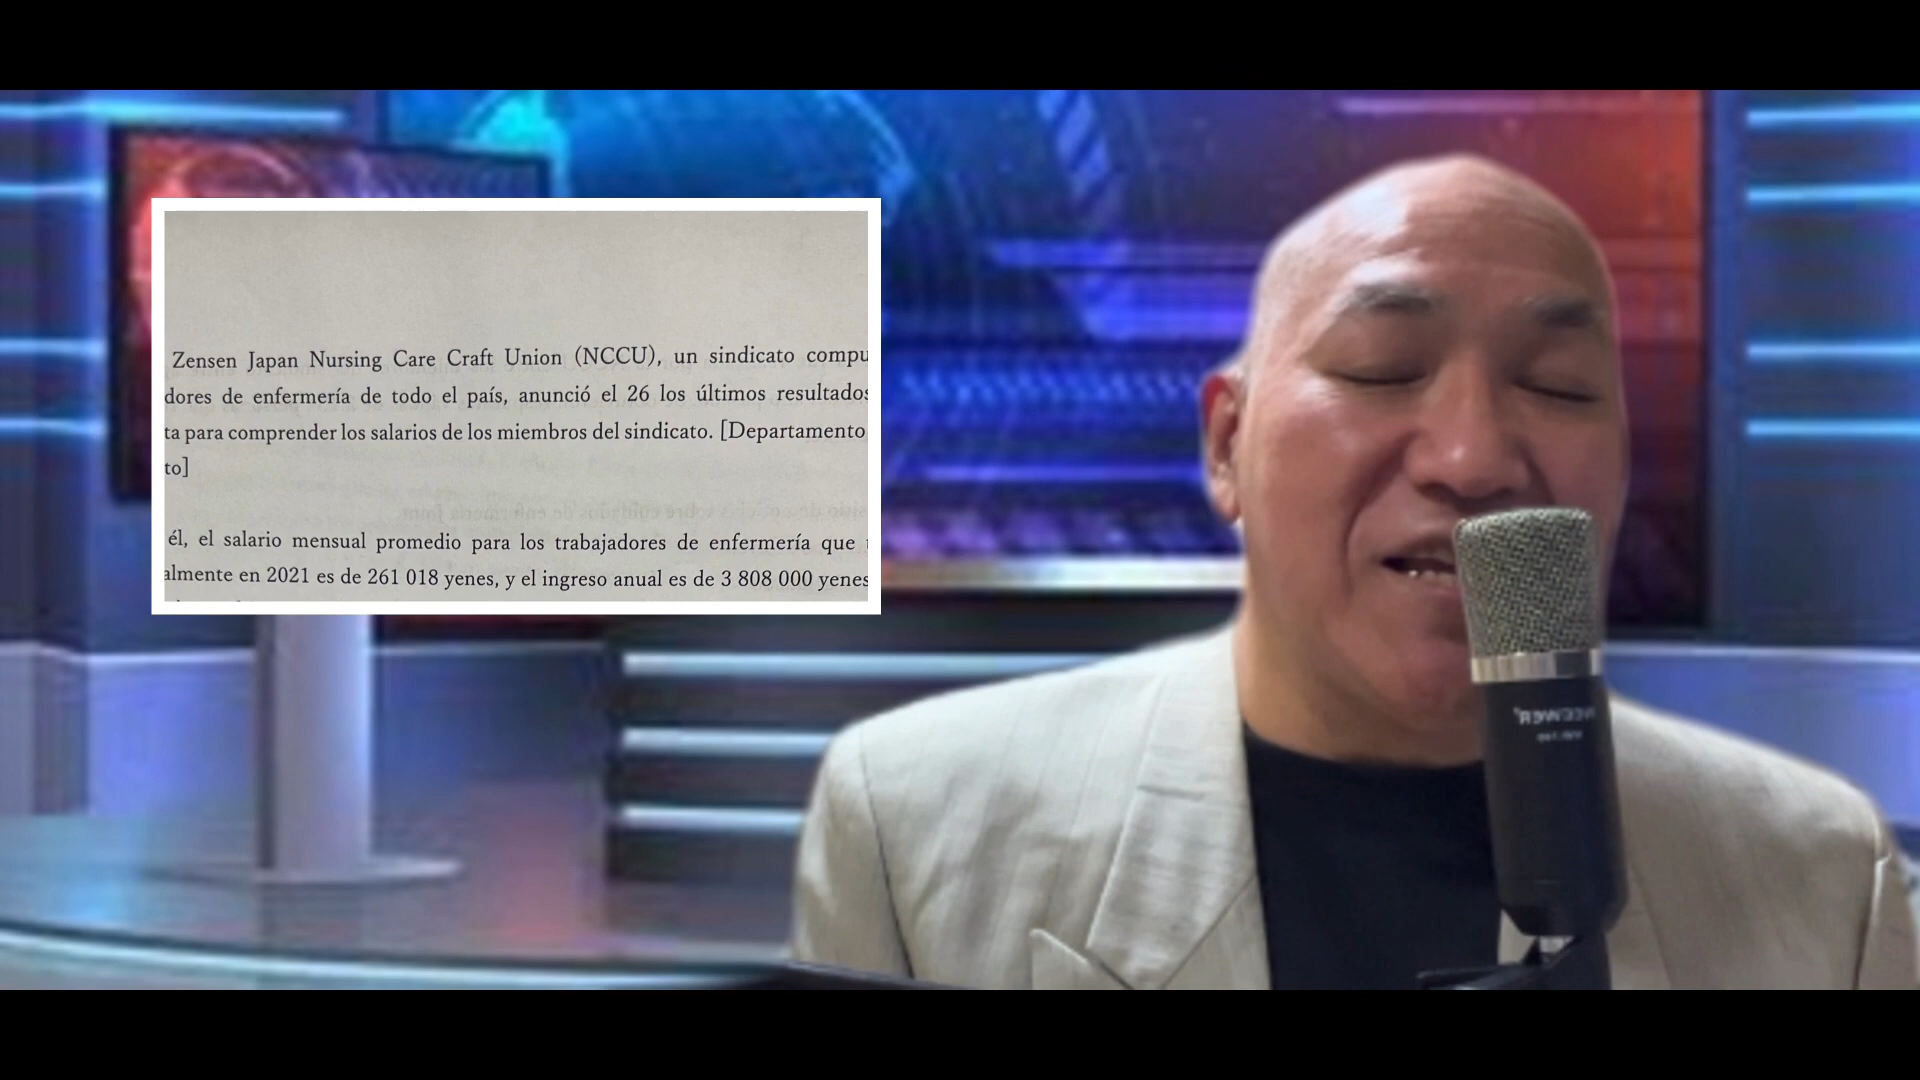 Zensen Japan Nursing Care Craft Union (NCCU), un sindicato compu
dores de enfermería de todo el país, anunció el 26 los últimos resultados
ta para comprender los salarios de los miembros del sindicato. [Departamento
to]
él, el salario mensual promedio para los trabajadores de enfermería que
almente en 2021 es de 261 018 yenes, y el ingreso anual es de 3 808 000 yenes
NEEWER